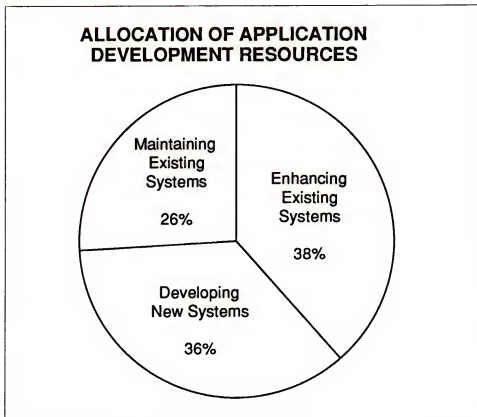 ALLOCATION OF APPLICATION
DEVELOPMENT RESOURCES
Maintaining
Existing
Systems
26%
Enhancing
Existing
Systems
38%
Developing
New Systems
36%